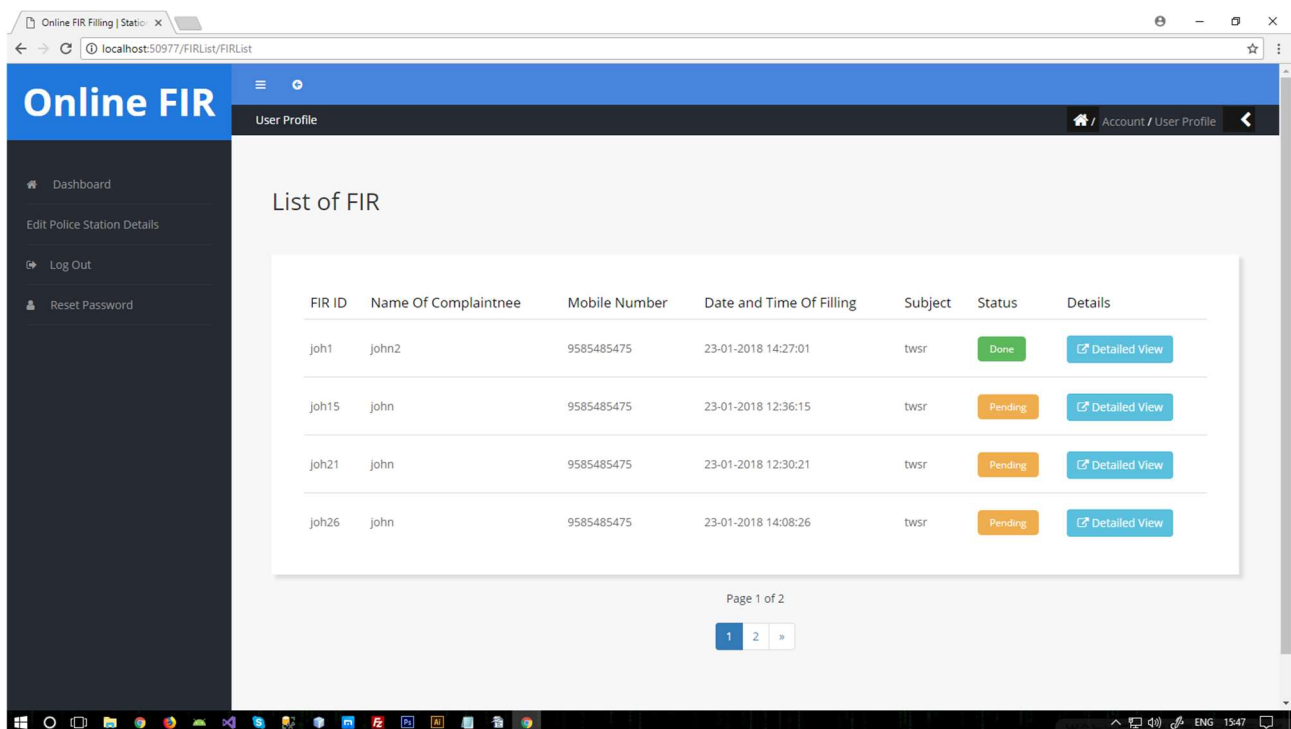 Online FIR Filling | Static
localhost:50977/FIRList/FIRList
Online FIR
User Profile
/ Account / User Profile
Dashboard
Edit Police Station Details
Log Out
Reset Password
List of FIR
FIR ID Name Of Complaintnee Mobile Number Date and Time Of Filling Subject Status Details
joh1 john2 9585485475 23-01-2018 14:27:01 twsr Done Detailed View
joh15 john 9585485475 23-01-2018 12:36:15 twsr Pending Detailed View
joh21 john 9585485475 23-01-2018 12:30:21 twsr Pending Detailed View
joh26 john 9585485475 23-01-2018 14:08:26 twsr Pending Detailed View
Page 1 of 2
1 2 »
Ps Ai ENG 15:47